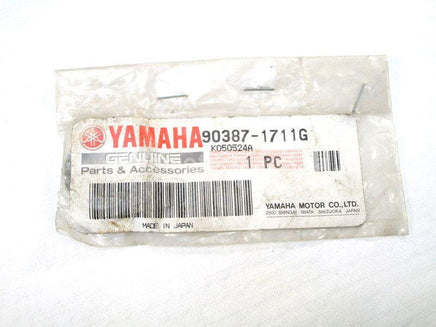 YAMAHA 90387-1711G
K050524A
GENUINE
Parts & Accessories
1 PC
MADE IN JAPAN
YAMAHA MOTOR CO., LTD.
2500 SHINGAI IWATA SHIZUOKA JAPAN